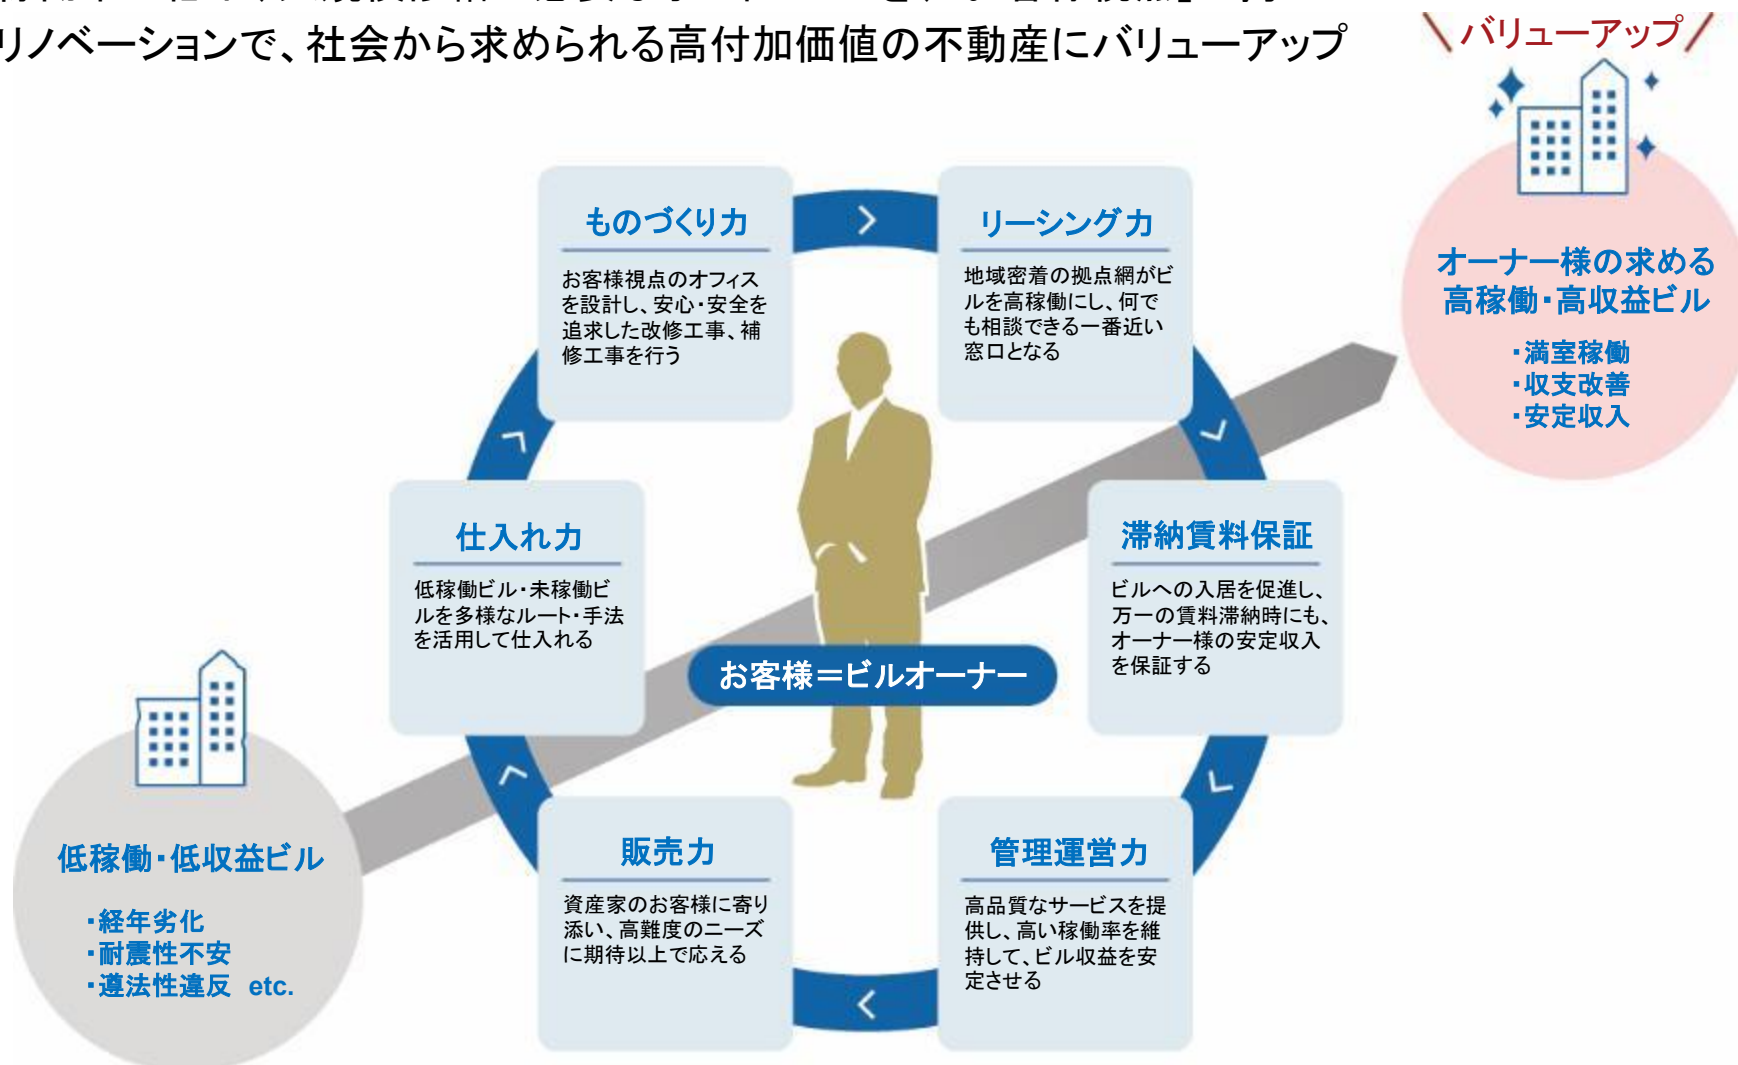 リノベーションで、社会から求められる高付加価値の不動産にバリューアップ
バリューアップ
オーナー様の求める
高稼働・高収益ビル
・満室稼働
・収支改善
・安定収入
ものづくり力
お客様視点のオフィス
を設計し、安心・安全を
追求した改修工事、補
修工事を行う
リーシング力
地域密着の拠点網がビ
ルを高稼働にし、何で
も相談できる一番近い
窓口となる
仕入れ力
低稼働ビル・未稼働ビ
ルを多様なルート・手法
を活用して仕入れる
滞納賃料保証
ビルへの入居を促進し、
万一の賃料滞納時にも、
オーナー様の安定収入
を保証する
お客様＝ビルオーナー
販売力
資産家のお客様に寄り
添い、高難度のニーズ
に期待以上で応える
管理運営力
高品質なサービスを提
供し、高い稼働率を維
持して、ビル収益を安
定させる
低稼働・低収益ビル
・経年劣化
・耐震性不安
・遵法性違反 etc.